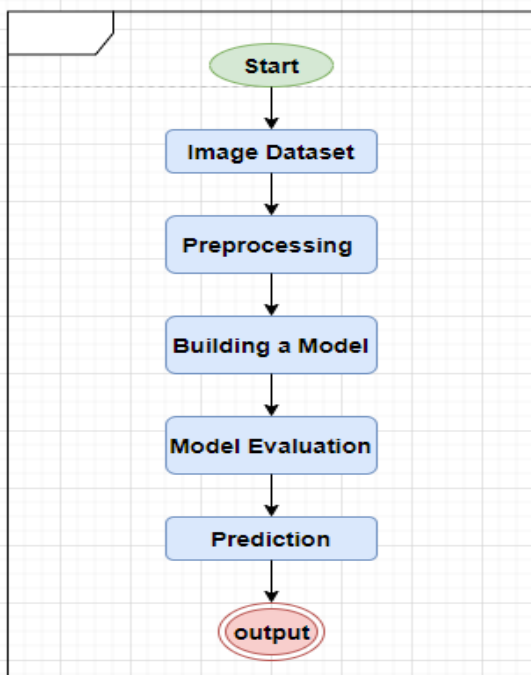 Start
Image Dataset
Preprocessing
Building a Model
Model Evaluation
Prediction
output